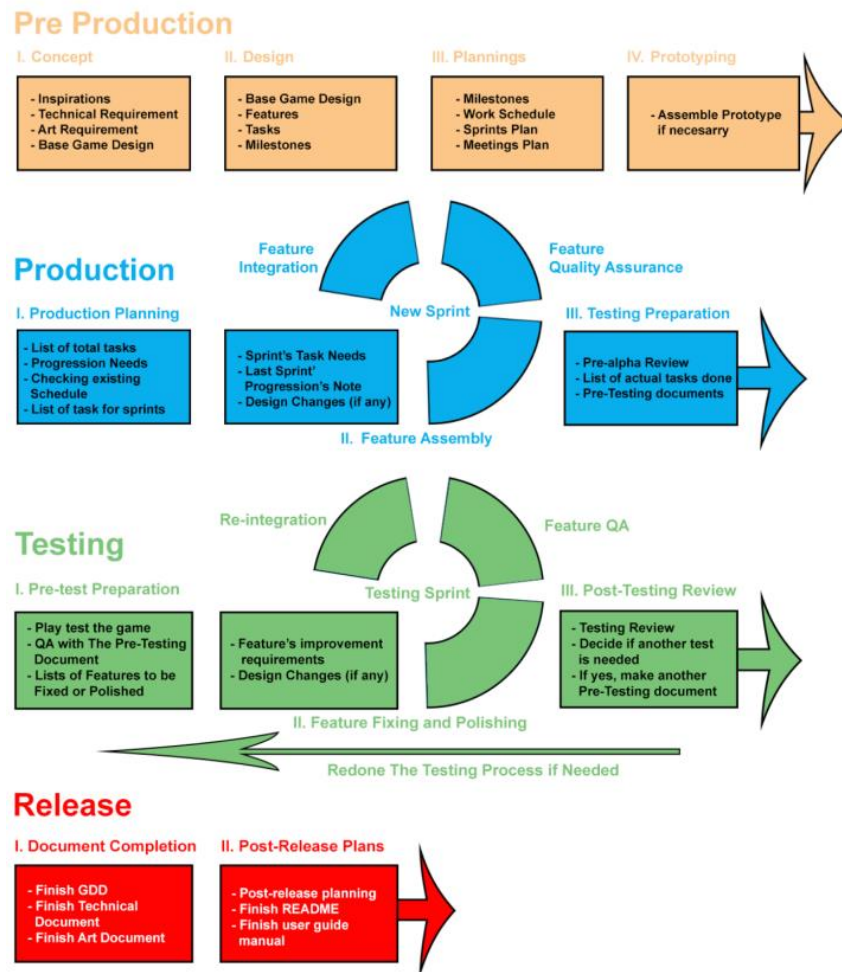 Pre Production
I. Concept
- Inspirations
- Technical Requirement
- Art Requirement
- Base Game Design
II. Design
- Base Game Design
- Features
- Tasks
- Milestones
III. Plannings
- Milestones
- Work Schedule
- Sprints Plan
- Meetings Plan
IV. Prototyping
- Assemble Prototype
if necesarry
Production
Feature
Integration
Feature
Quality Assurance
New Sprint
I. Production Planning
- List of total tasks
- Progression Needs
- Checking existing
Schedule
- List of task for sprints
- Sprint's Task Needs
- Last Sprint'
Progression's Note
- Design Changes (if any)
II. Feature Assembly
III. Testing Preparation
- Pre-alpha Review
- List of actual tasks done
- Pre-Testing documents
Testing
Re-integration
Feature QA
Testing Sprint
I. Pre-test Preparation
- Play test the game
- QA with The Pre-Testing
Document
- Lists of Features to be
Fixed or Polished
- Feature's improvement
requirements
- Design Changes (if any)
II. Feature Fixing and Polishing
III. Post-Testing Review
- Testing Review
- Decide if another test
is needed
- If yes, make another
Pre-Testing document
Redone The Testing Process if Needed
Release
I. Document Completion
- Finish GDD
- Finish Technical
Document
- Finish Art Document
II. Post-Release Plans
- Post-release planning
- Finish README
- Finish user guide
manual